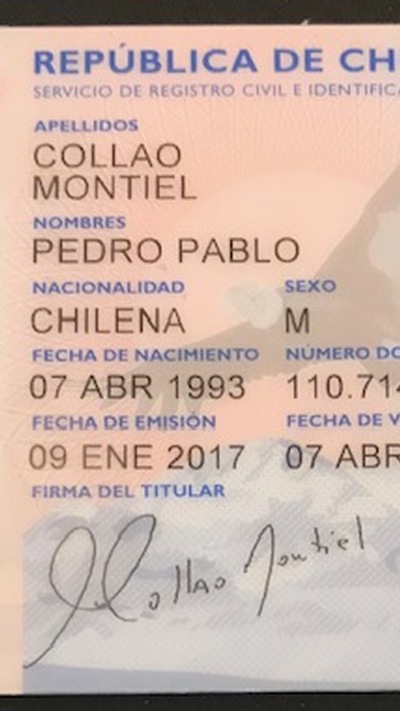 REPÚBLICA DE CH
SERVICIO DE REGISTRO CIVIL E IDENTIFICA
APELLIDOS
COLLAO
MONTIEL
NOMBRES
PEDRO PABLO
NACIONALIDAD SEXO
CHILENA M
FECHA DE NACIMIENTO NÚMERO DO
07 ABR 1993 110.714
FECHA DE EMISIÓN FECHA DE V
09 ENE 2017 07 ABR
FIRMA DEL TITULAR
Collao Montiel